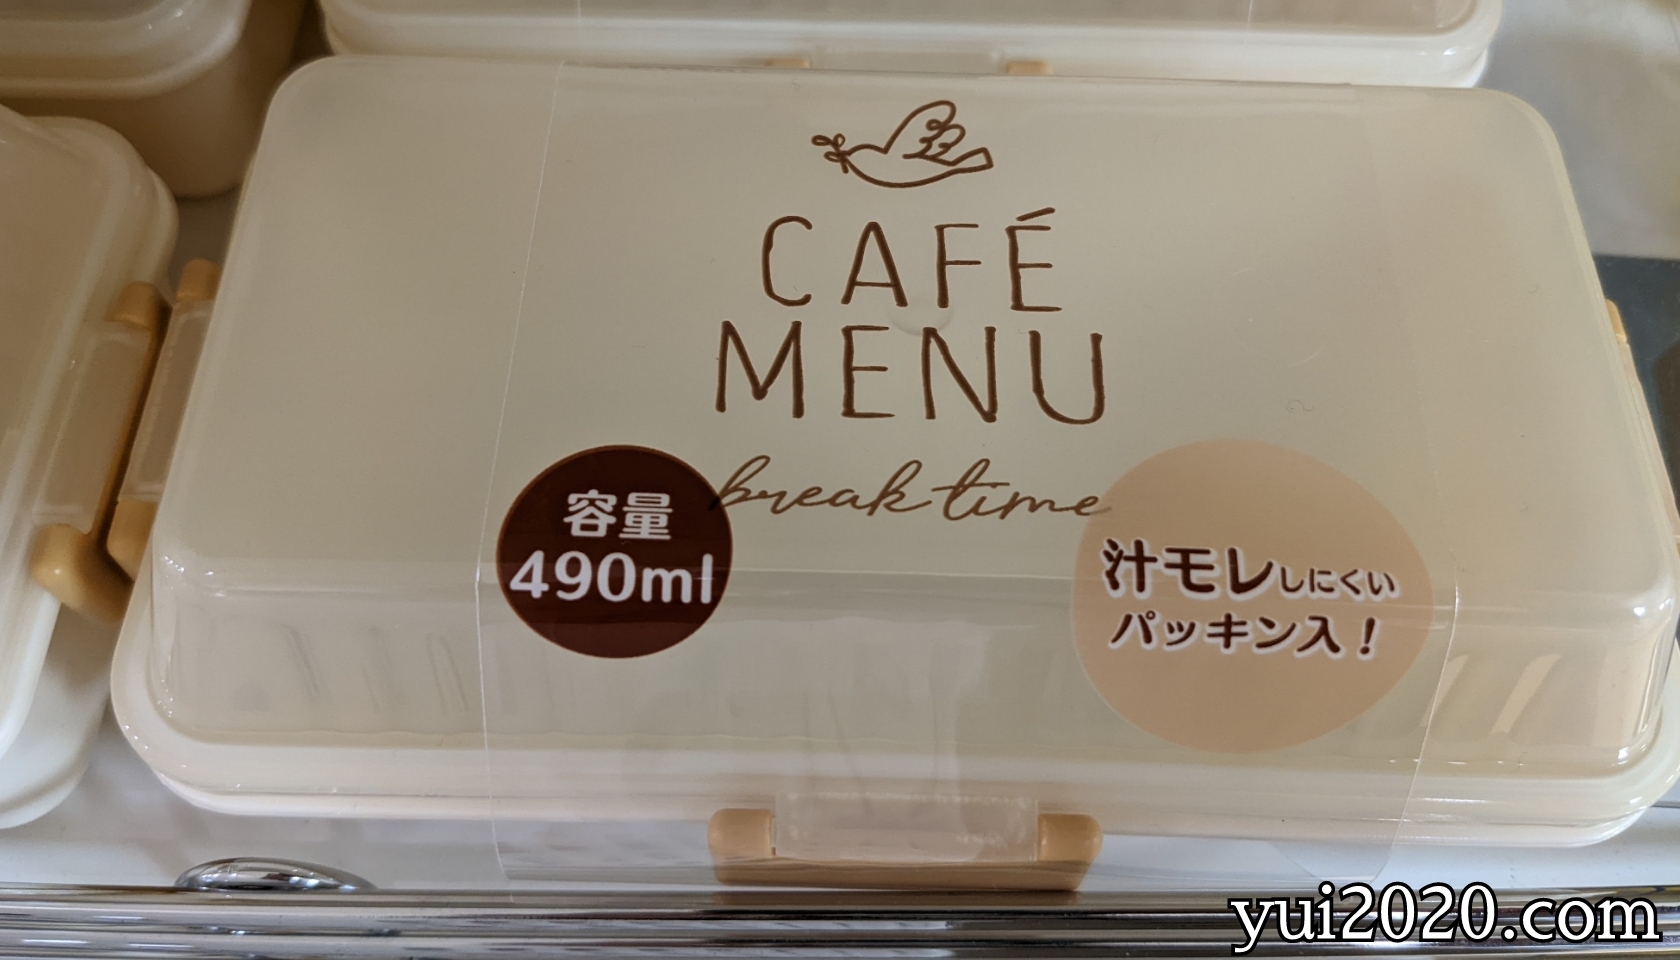 CAFÉ
MENU
break time
容量
490ml
汁モレしにくい
パッキン入！
yui2020.com